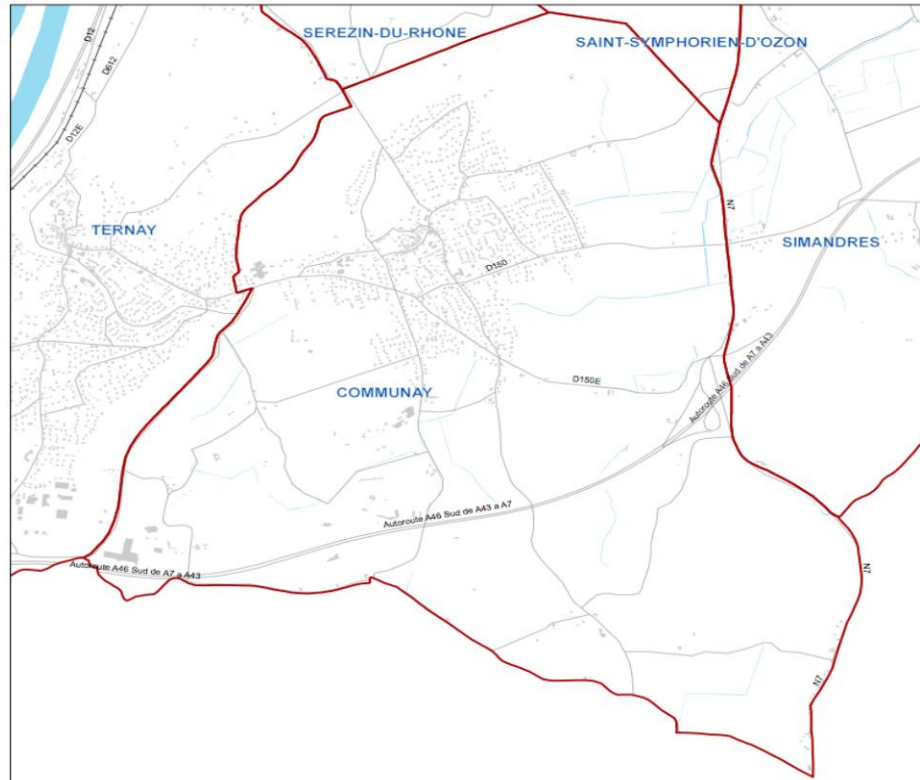 SEREZIN-DU-RHONE
D12
SAINT-SYMPHORIEN-D'OZON
D612
D12E
N7
TERNAY
SIMANDRES
D150
Autoroute A46 Sud de A7 a A43
D150E
COMMUNAY
Autoroute A46 Sud de A43 a A7
Autoroute A46 Sud de A7 a A43
N7
N7